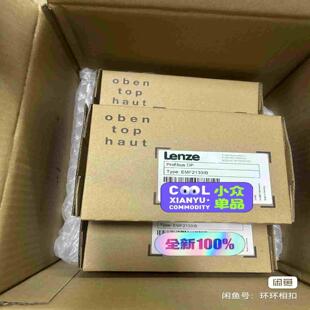 oben
top
haut
oben
top
haut
Lenze
Profibus DP
Type: EMF2133IB
COOL 小众
XIANYU 单品
COMMODITY
全新100%
闲鱼
闲鱼号：环环相扣